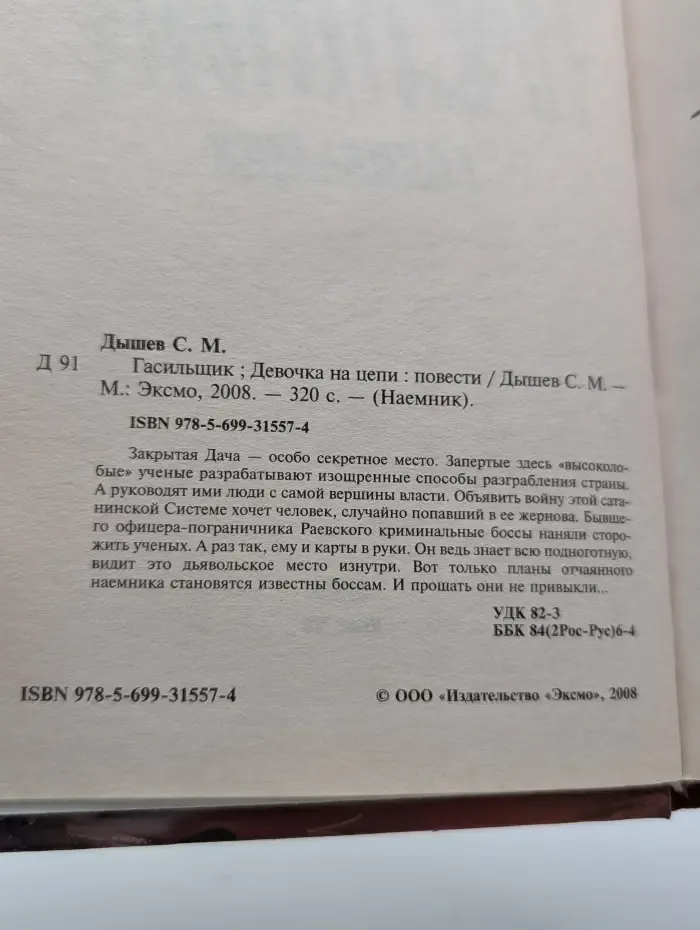 Дышев С. М.
Д 91 Гасильщик ; Девочка на цепи : повести / Дышев С. М. –
М.: Эксмо, 2008. — 320 с. — (Наемник).
ISBN 978-5-699-31557-4
Закрытая Дача — особо секретное место. Запертые здесь «высоколо-
бые» ученые разрабатывают изощренные способы разграбления страны.
А руководят ими люди с самой вершины власти. Объявить войну этой сата-
нинской Системе хочет человек, случайно попавший в ее жернова. Бывше-
го офицера-пограничника Раевского криминальные боссы наняли сторо-
жить ученых. А раз так, ему и карты в руки. Он ведь знает всю подноготную,
видит это дьявольское место изнутри. Вот только планы отчаянного
наемника становятся известны боссам. И прощать они не привыкли...
УДК 82-3
ББК 84(2Рос-Рус)6-4
ISBN 978-5-699-31557-4 © ООО «Издательство «Эксмо», 2008